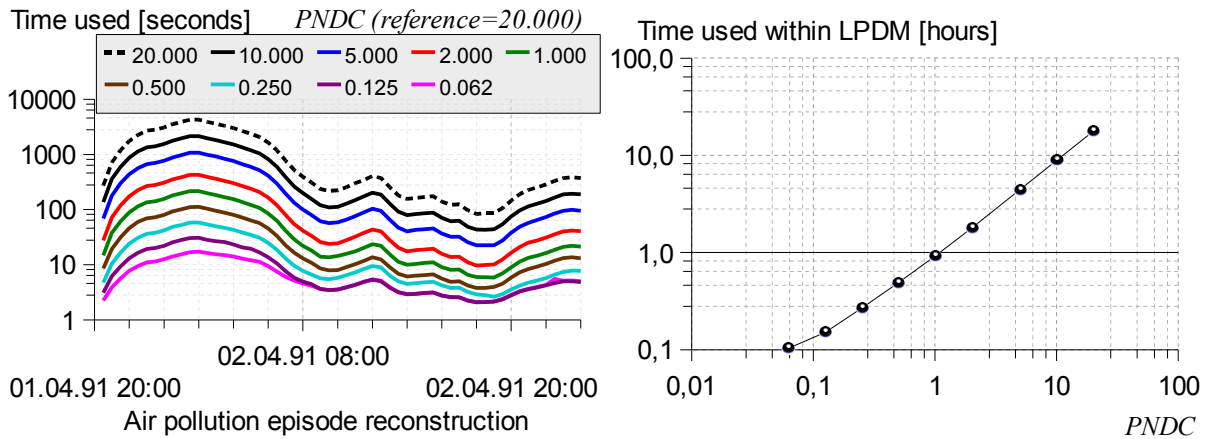 Time used [seconds] PNDC (reference=20.000)
20.000 10.000 5.000 2.000 1.000
0.500 0.250 0.125 0.062
10000
1000
100
10
1
02.04.91 08:00
01.04.91 20:00 02.04.91 20:00
Air pollution episode reconstruction
Time used within LPDM [hours]
100,0
10,0
1,0
0,1
0,01 0,1 1 10 100
PNDC